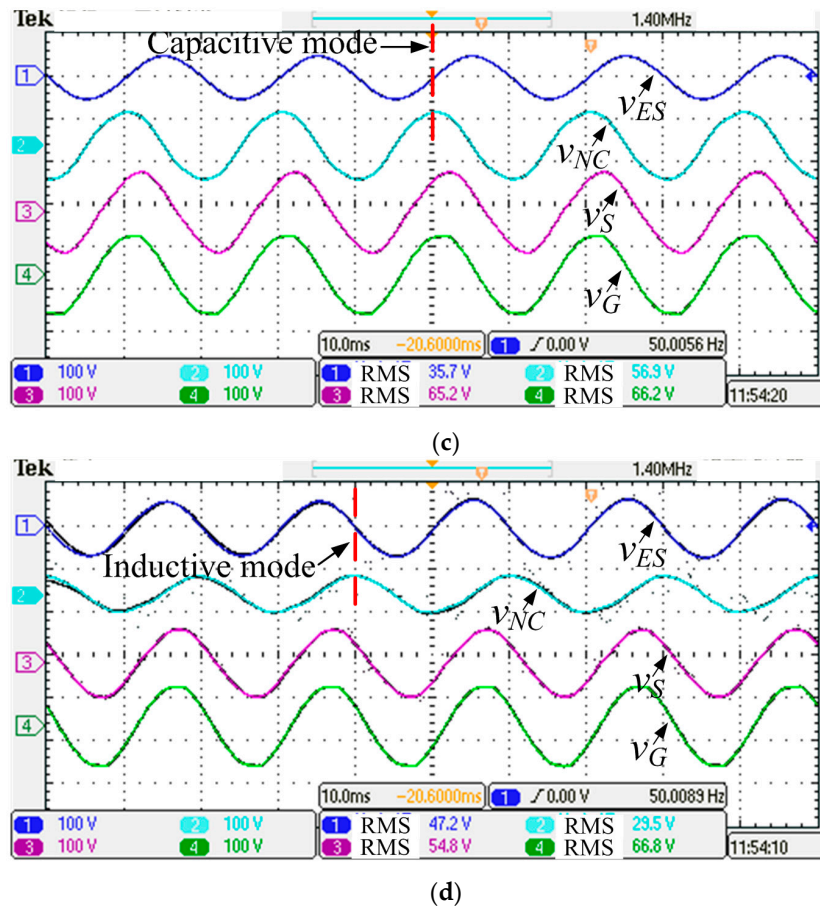 Tek
1.40MHz
Capacitive mode
1
v_ES
2
v_NC
3
v_S
4
v_G
10.0ms -20.6000ms 1 0.00 V 50.0056 Hz
1 100 V 2 100 V 1 RMS 35.7 V 2 RMS 56.9 V
3 100 V 4 100 V 3 RMS 65.2 V 4 RMS 66.2 V 11:54:20
(c)
Tek
1.40MHz
1
v_ES
Inductive mode
2
v_NC
3
v_S
4
v_G
10.0ms -20.6000ms 1 0.00 V 50.0089 Hz
1 100 V 2 100 V 1 RMS 47.2 V 2 RMS 29.5 V
3 100 V 4 100 V 3 RMS 54.8 V 4 RMS 66.8 V 11:54:10
(d)